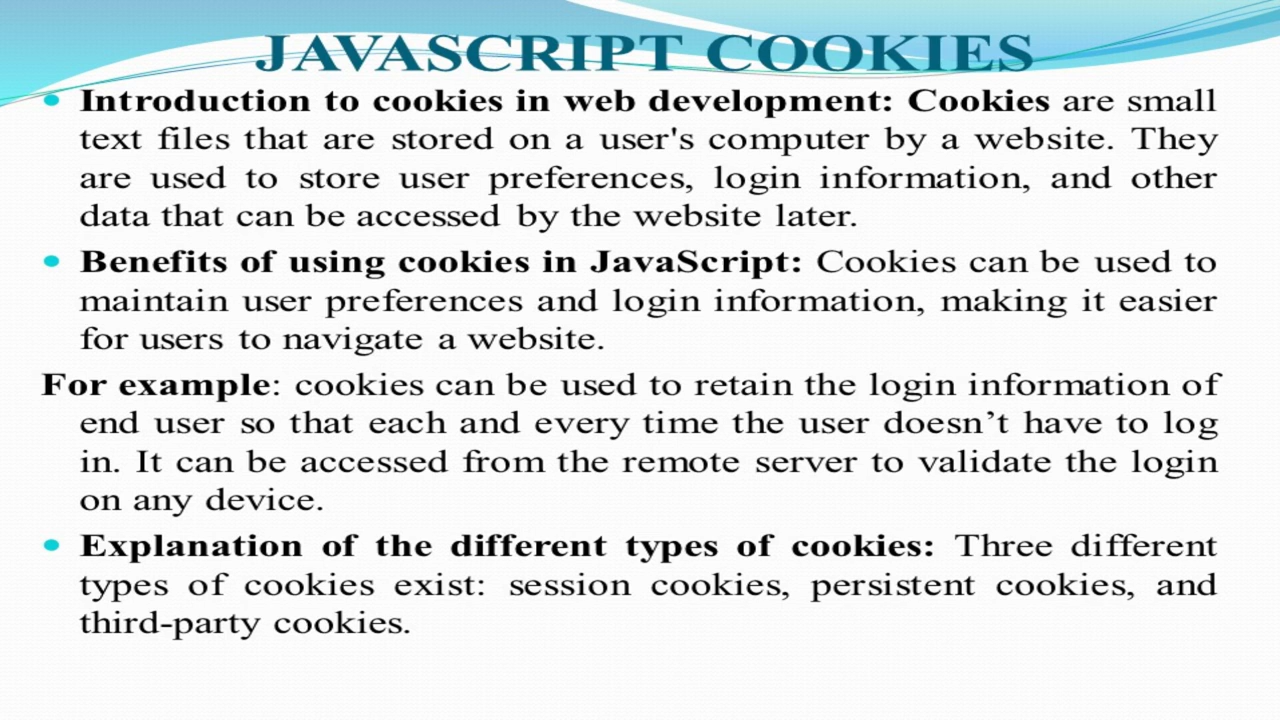 JAVASCRIPT COOKIES
• Introduction to cookies in web development: Cookies are small
text files that are stored on a user's computer by a website. They
are used to store user preferences, login information, and other
data that can be accessed by the website later.
• Benefits of using cookies in JavaScript: Cookies can be used to
maintain user preferences and login information, making it easier
for users to navigate a website.
For example: cookies can be used to retain the login information of
end user so that each and every time the user doesn’t have to log
in. It can be accessed from the remote server to validate the login
on any device.
• Explanation of the different types of cookies: Three different
types of cookies exist: session cookies, persistent cookies, and
third-party cookies.